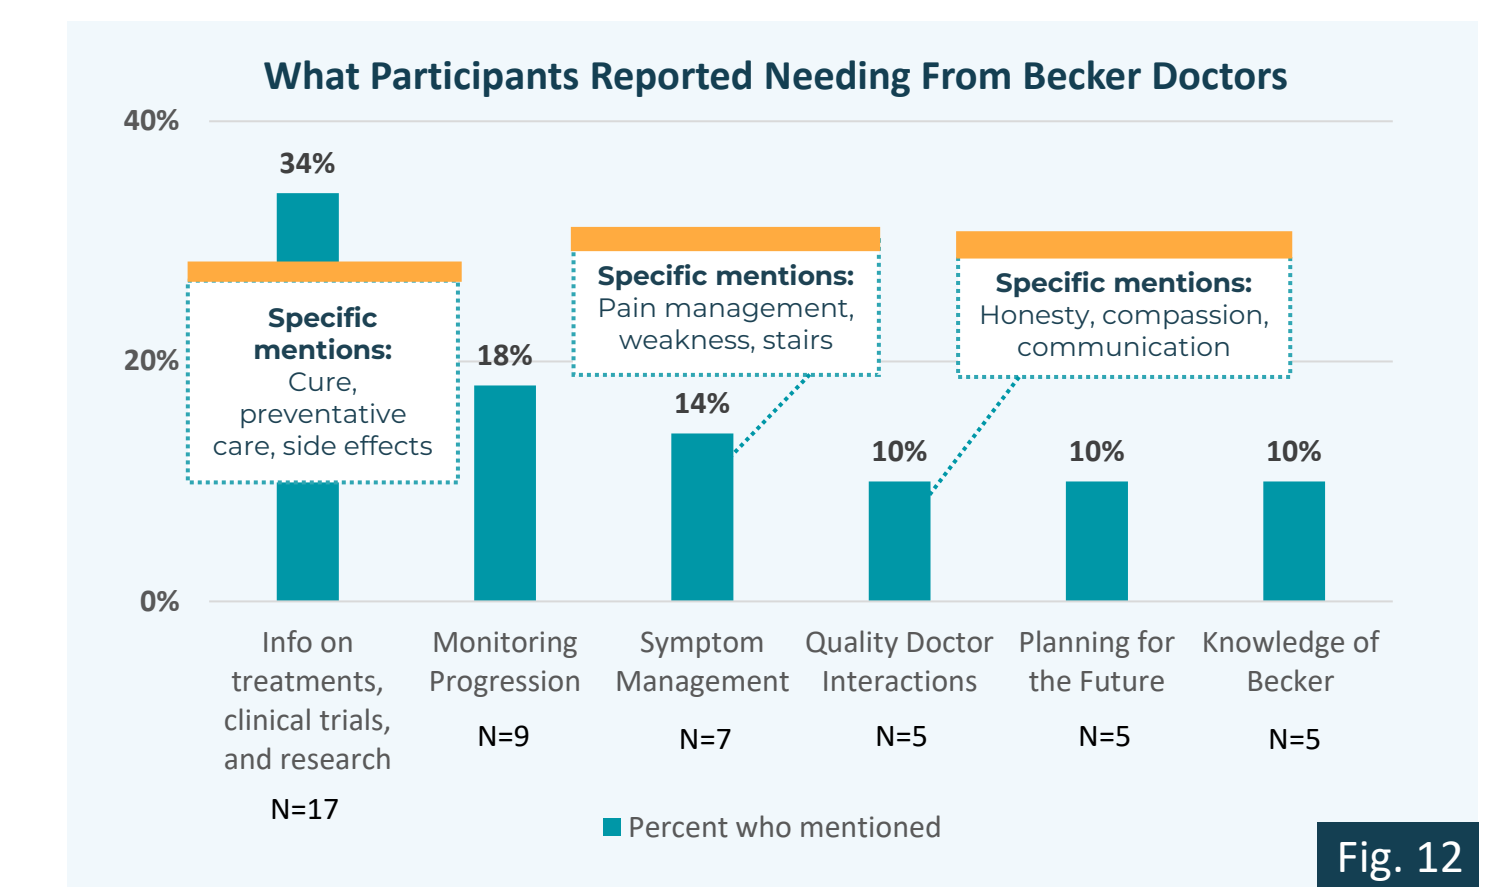 What Participants Reported Needing From Becker Doctors
40%
20%
0%
34%
18%
14%
10%
10%
10%
Specific
mentions:
Cure,
preventative
care, side effects
Specific mentions:
Pain management,
weakness, stairs
Specific mentions:
Honesty, compassion,
communication
Info on
treatments,
clinical trials,
and research
N=17
Monitoring
Progression
N=9
Symptom
Management
N=7
Quality Doctor
Interactions
N=5
Planning for
the Future
N=5
Knowledge of
Becker
N=5
Percent who mentioned
Fig. 12